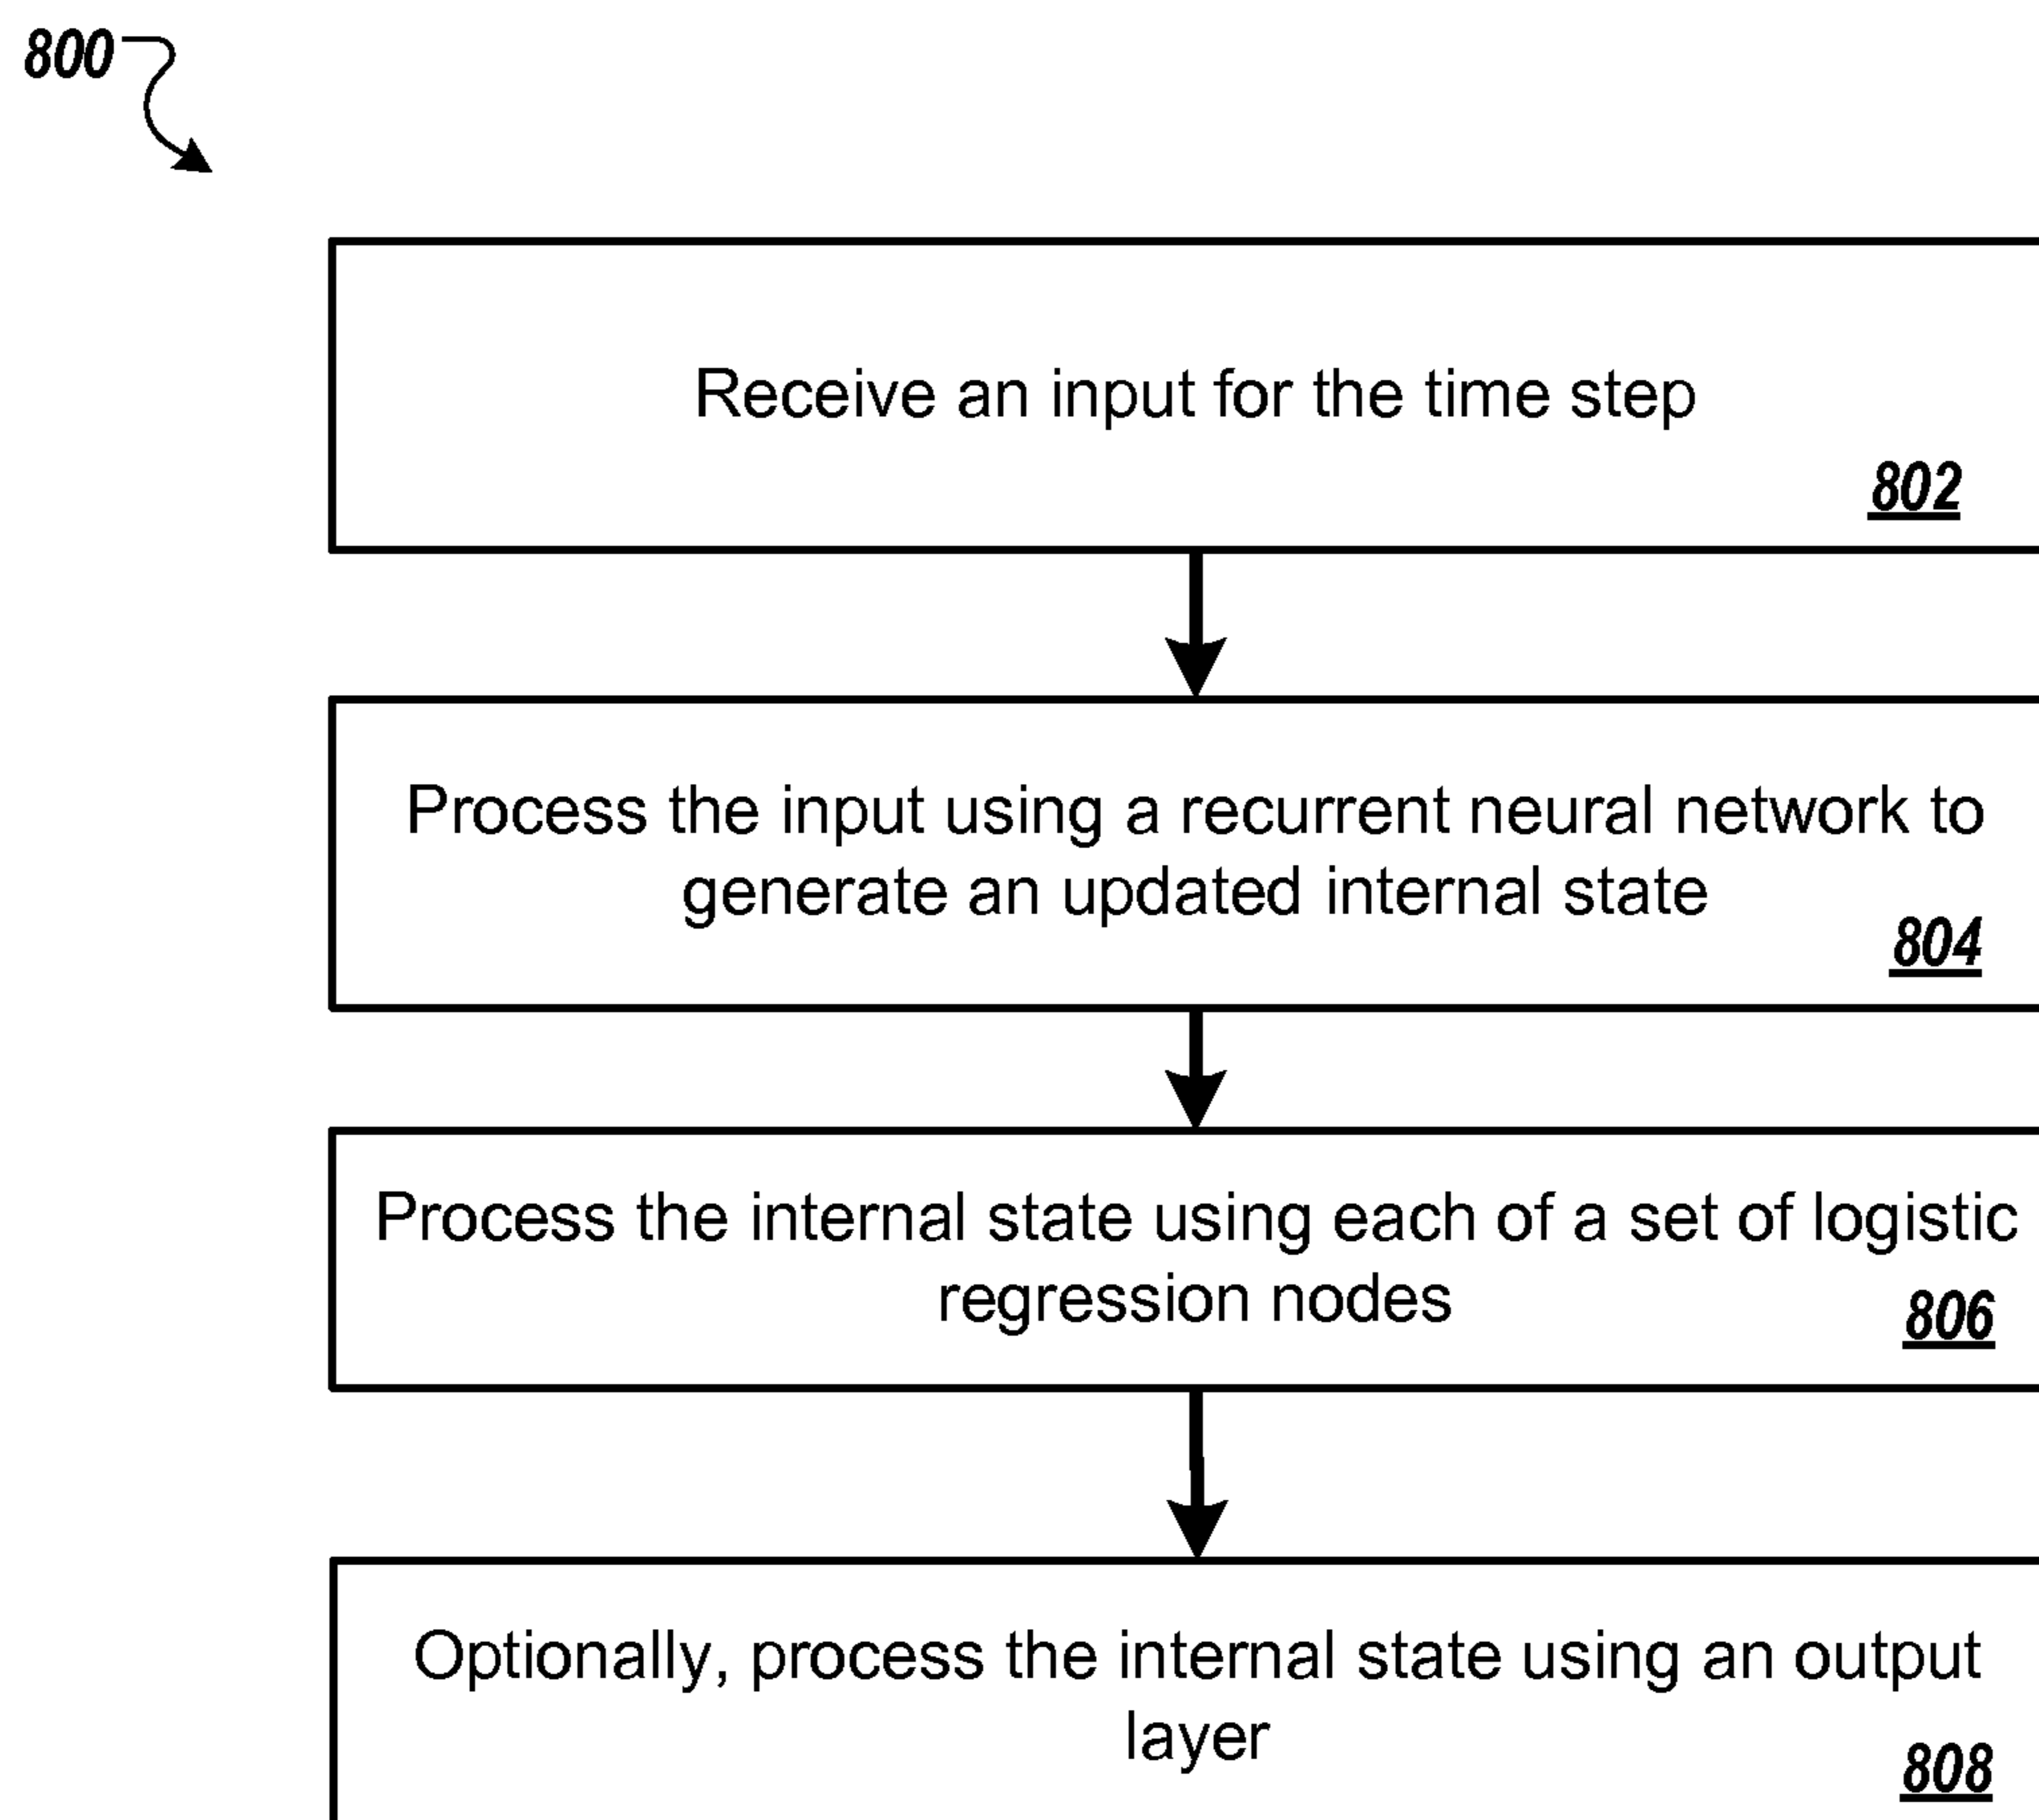 800
Receive an input for the time step
802
Process the input using a recurrent neural network to
generate an updated internal state
804
Process the internal state using each of a set of logistic
regression nodes
806
Optionally, process the internal state using an output
layer
808